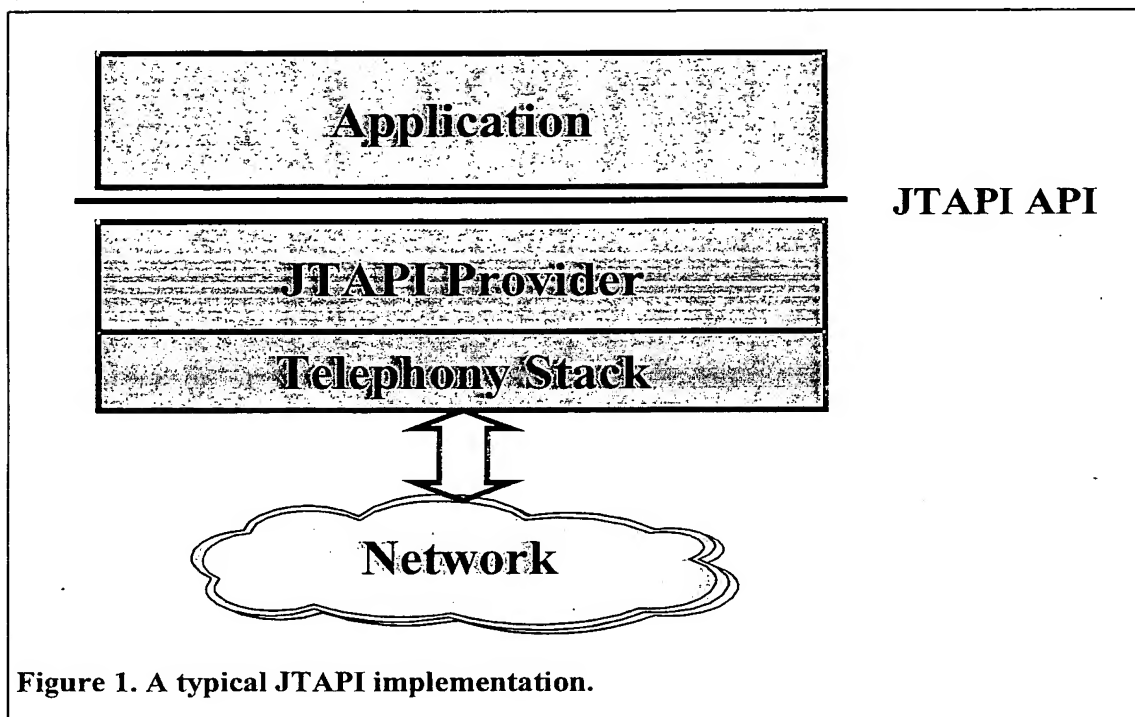 Application
JTAPI API
JTAPI Provider
Telephony Stack
Network
Figure 1. A typical JTAPI implementation.